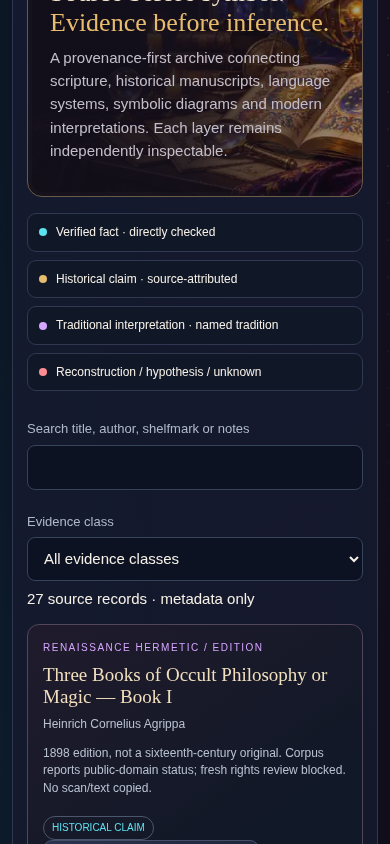 Evidence before inference.
A provenance-first archive connecting
scripture, historical manuscripts, language
systems, symbolic diagrams and modern
interpretations. Each layer remains
independently inspectable.
Verified fact · directly checked
Historical claim · source-attributed
Traditional interpretation · named tradition
Reconstruction / hypothesis / unknown
Search title, author, shelfmark or notes
Evidence class
All evidence classes
27 source records · metadata only
RENAISSANCE HERMETIC / EDITION
Three Books of Occult Philosophy or
Magic — Book I
Heinrich Cornelius Agrippa
1898 edition, not a sixteenth-century original. Corpus
reports public-domain status; fresh rights review blocked.
No scan/text copied.
HISTORICAL CLAIM